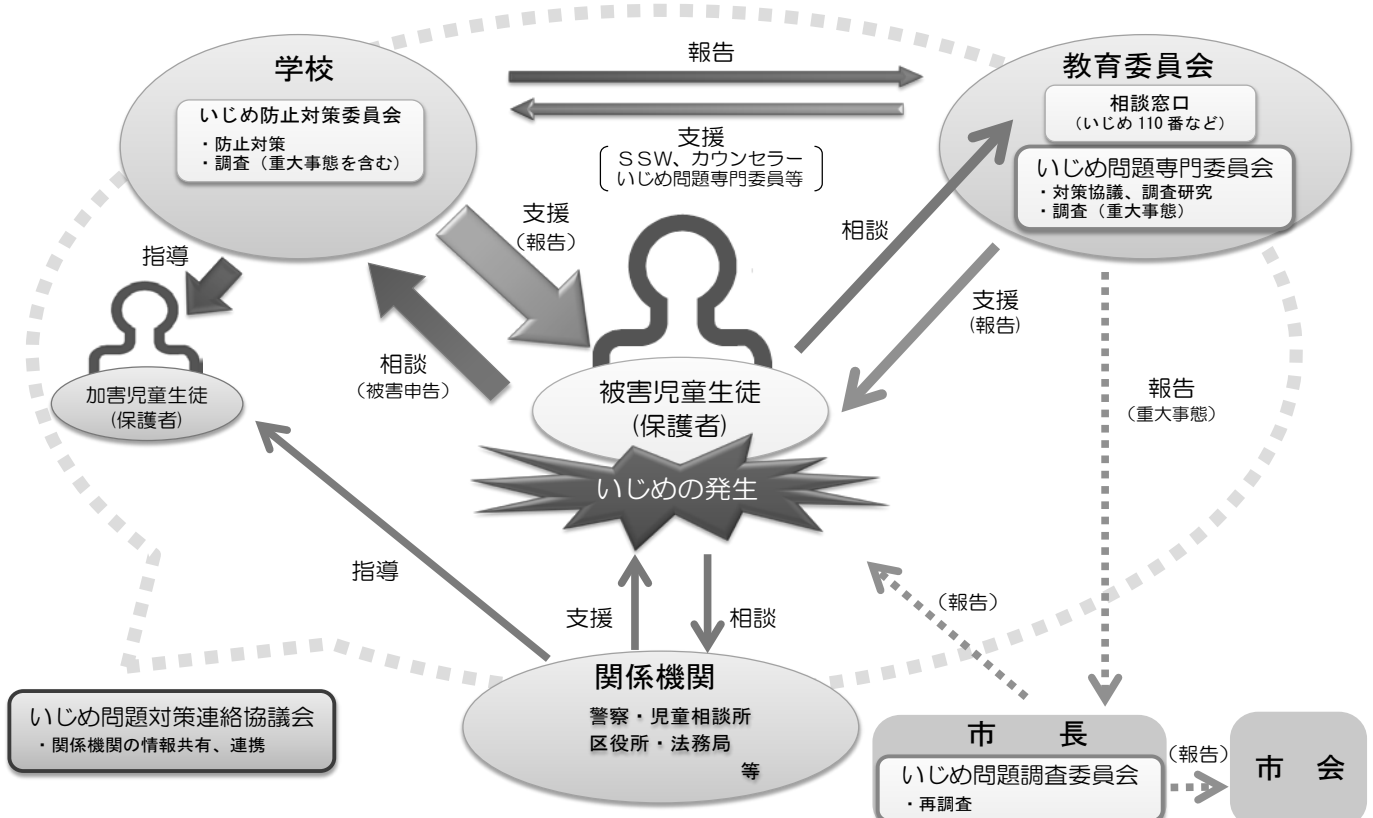 学校
いじめ防止対策委員会
・防止対策
・調査（重大事態を含む）
報告
支援
ＳＳＷ、カウンセラー
いじめ問題専門委員等
教育委員会
相談窓口
（いじめ 110 番など）
いじめ問題専門委員会
・対策協議、調査研究
・調査（重大事態）
指導
支援
（報告）
相談
支援
(報告)
相談
（被害申告）
加害児童生徒
(保護者)
被害児童生徒
(保護者)
いじめの発生
報告
（重大事態）
指導
支援
相談
（報告）
関係機関
警察・児童相談所
区役所・法務局
等
いじめ問題対策連絡協議会
・関係機関の情報共有、連携
市　長
いじめ問題調査委員会
・再調査
（報告）
市　会